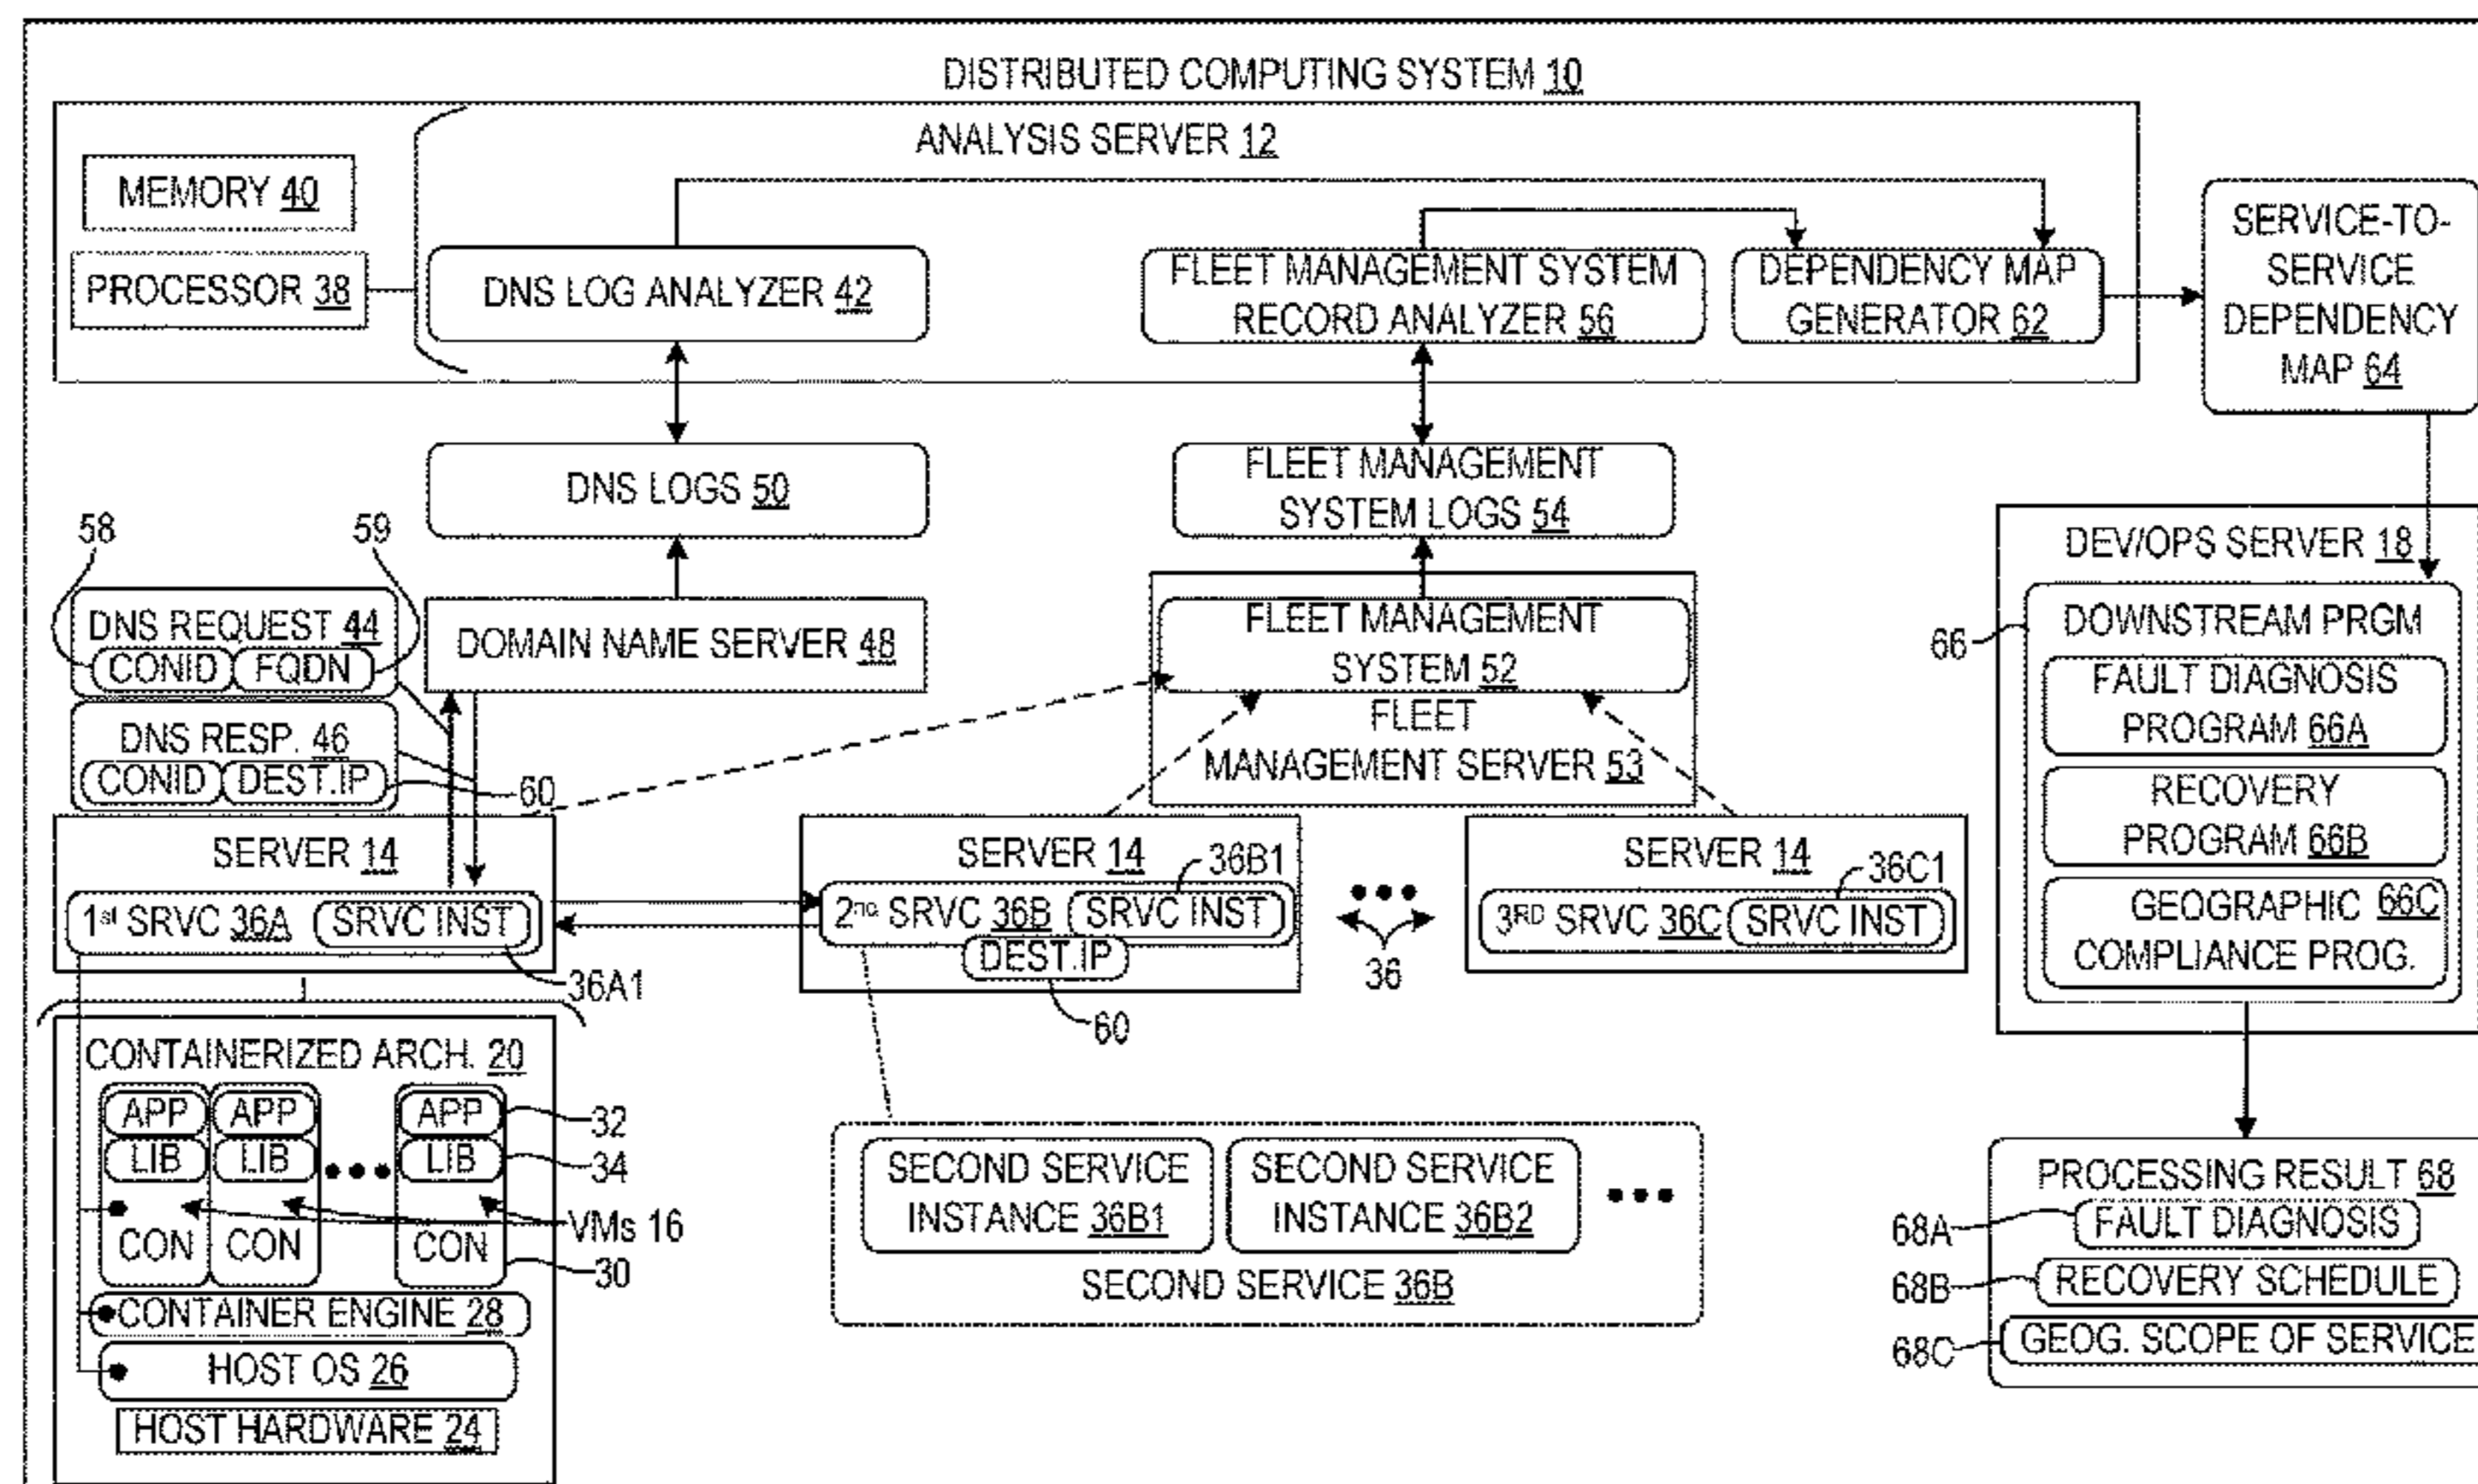 DISTRIBUTED COMPUTING SYSTEM 10
ANALYSIS SERVER 12
MEMORY 40
PROCESSOR 38
DNS LOG ANALYZER 42
FLEET MANAGEMENT SYSTEM
RECORD ANALYZER 56
DEPENDENCY MAP
GENERATOR 62
SERVICE-TO-
SERVICE
DEPENDENCY
MAP 64
DNS LOGS 50
FLEET MANAGEMENT
SYSTEM LOGS 54
58
59
DNS REQUEST 44
CONID
FQDN
DOMAIN NAME SERVER 48
DNS RESP. 46
CONID
DEST.IP
60
FLEET MANAGEMENT
SYSTEM 52
FLEET
MANAGEMENT SERVER 53
DEV/OPS SERVER 18
66
DOWNSTREAM PRGM
FAULT DIAGNOSIS
PROGRAM 66A
RECOVERY
PROGRAM 66B
GEOGRAPHIC 66C
COMPLIANCE PROG.
SERVER 14
1st SRVC 36A
SRVC INST
36A1
SERVER 14
36B1
2nd SRVC 36B
SRVC INST
DEST.IP
60
36
SERVER 14
36C1
3RD SRVC 36C
SRVC INST
CONTAINERIZED ARCH. 20
APP
APP
APP
32
LIB
LIB
LIB
34
VMs 16
CON
CON
CON
30
CONTAINER ENGINE 28
HOST OS 26
HOST HARDWARE 24
SECOND SERVICE
INSTANCE 36B1
SECOND SERVICE
INSTANCE 36B2
SECOND SERVICE 36B
PROCESSING RESULT 68
68A
FAULT DIAGNOSIS
68B
RECOVERY SCHEDULE
68C
GEOG. SCOPE OF SERVICE